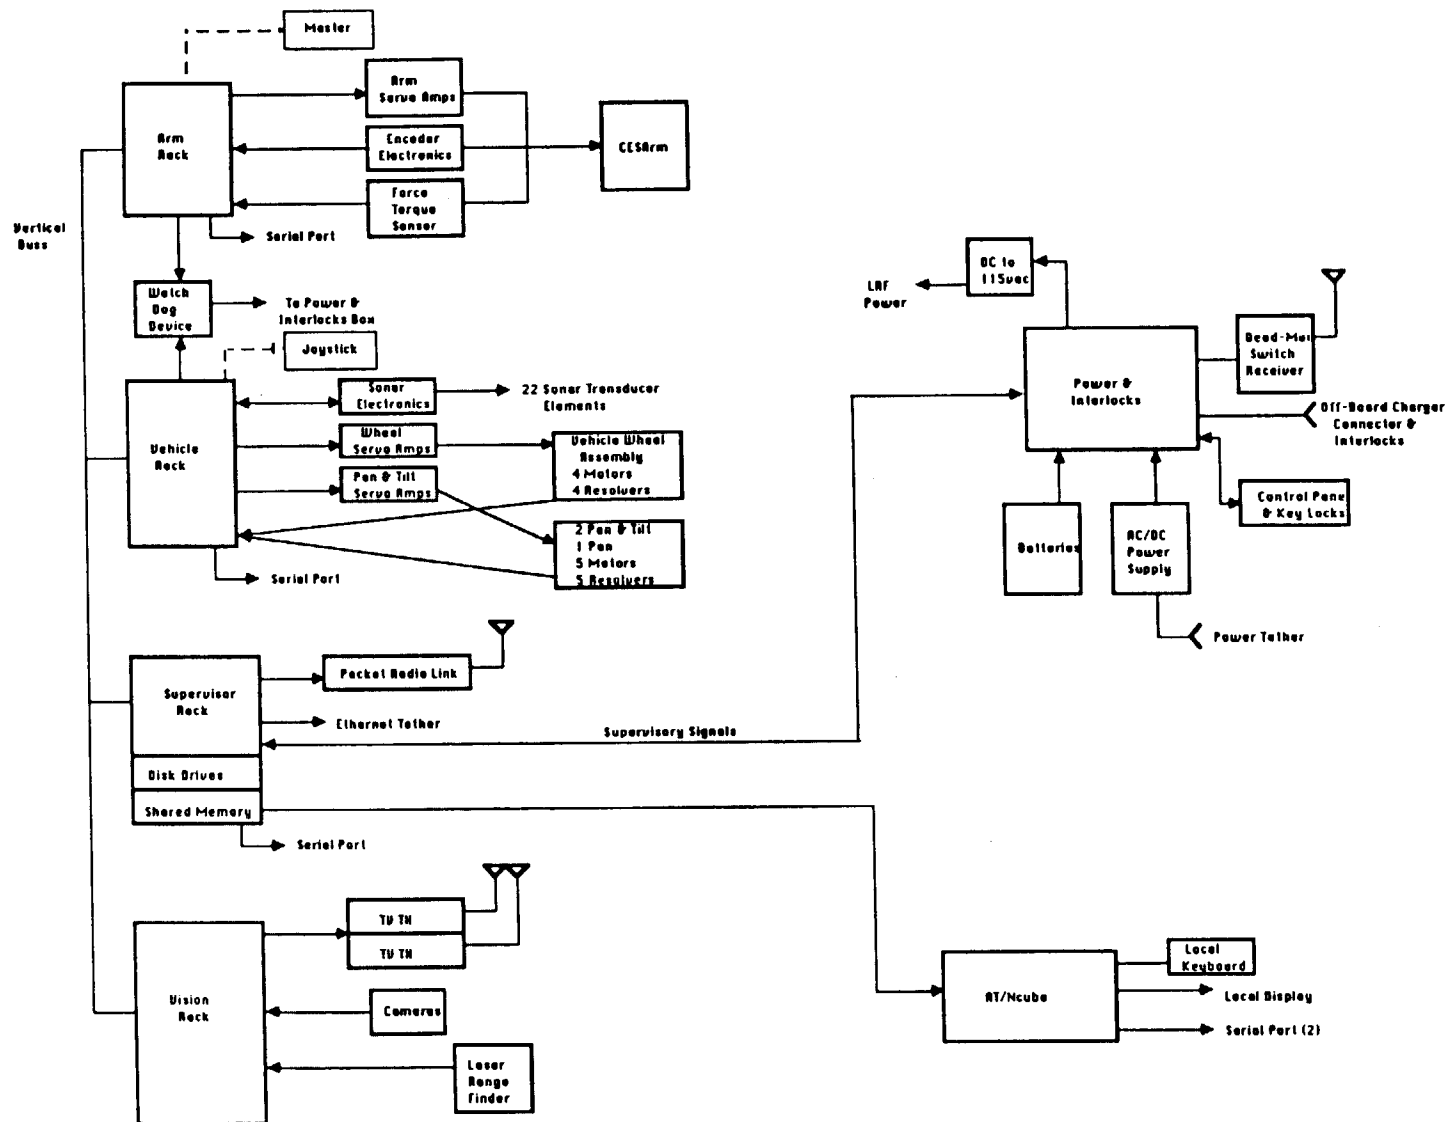 Master
Arm
Servo Amps
Arm
Rack
Encoder
Electronics
CESArm
Force
Torque
Sensor
Vertical
Buss
Serial Port
Watch
Dog
Device
To Power &
Interlocks Box
Joystick
Sonar
Electronics
22 Sonar Transducer
Elements
Vehicle
Rack
Wheel
Servo Amps
Vehicle Wheel
Assembly
4 Motors
4 Resolvers
Pan & Tilt
Servo Amps
2 Pan & Tilt
1 Pan
5 Motors
5 Resolvers
Serial Port
DC to
115vac
LAF
Power
Dead-Man
Switch
Receiver
Power &
Interlocks
Off-Board Charger
Connector &
Interlocks
Control Pane
& Key Locks
Batteries
AC/DC
Power
Supply
Power Tether
Packet Radio Link
Supervisor
Rack
Ethernet Tether
Supervisory Signals
Disk Drives
Shared Memory
Serial Port
TV TX
TV TX
Vision
Rack
Cameras
Laser
Range
Finder
AT/Ncube
Local
Keyboard
Local Display
Serial Port (2)